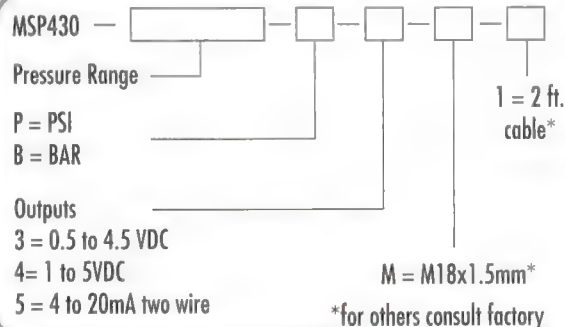 MSP430 —
Pressure Range
1 = 2 ft.
cable*
P = PSI
B = BAR
Outputs
3 = 0.5 to 4.5 VDC
4= 1 to 5VDC
5 = 4 to 20mA two wire
M = M18x1.5mm*
*for others consult factory